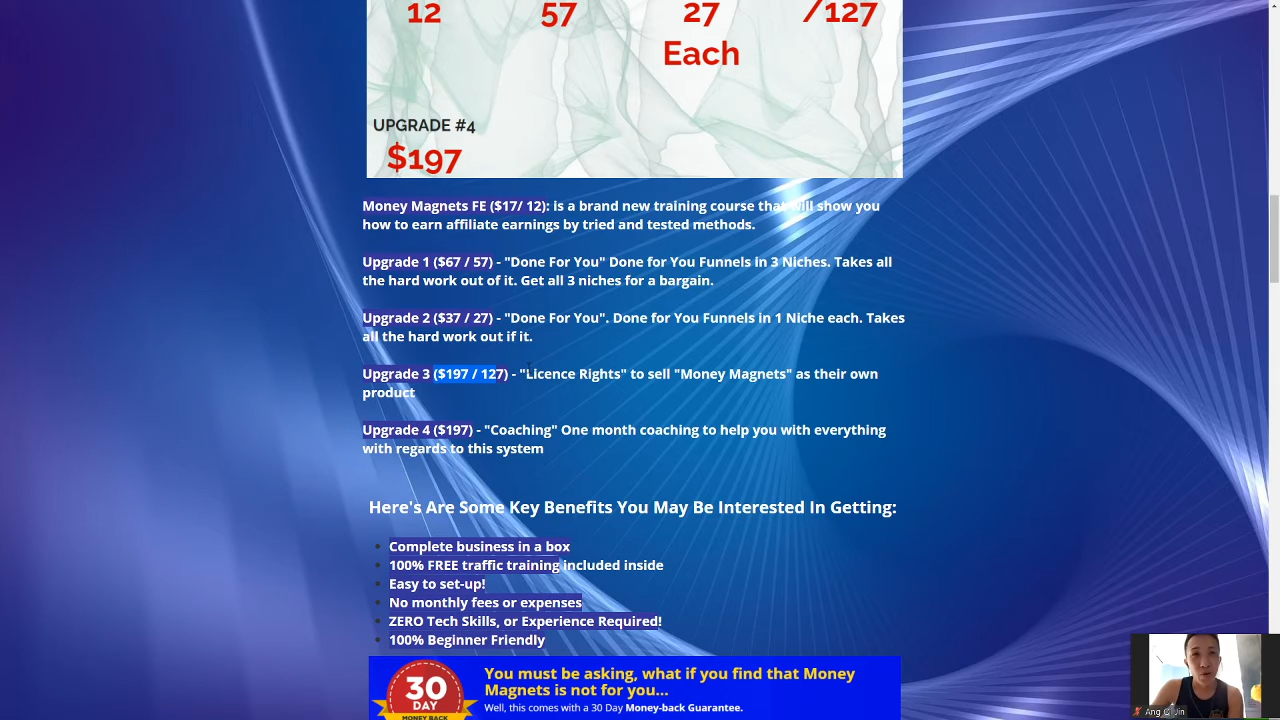 12 57 27 /127
Each
UPGRADE #4
$197
Money Magnets FE ($17/ 12): is a brand new training course that will show you
how to earn affiliate earnings by tried and tested methods.
Upgrade 1 ($67 / 57) - "Done For You" Done for You Funnels in 3 Niches. Takes all
the hard work out of it. Get all 3 niches for a bargain.
Upgrade 2 ($37 / 27) - "Done For You". Done for You Funnels in 1 Niche each. Takes
all the hard work out if it.
Upgrade 3 ($197 / 127) - "Licence Rights" to sell "Money Magnets" as their own
product
Upgrade 4 ($197) - "Coaching" One month coaching to help you with everything
with regards to this system
Here's Are Some Key Benefits You May Be Interested In Getting:
Complete business in a box
100% FREE traffic training included inside
Easy to set-up!
No monthly fees or expenses
ZERO Tech Skills, or Experience Required!
100% Beginner Friendly
30
DAY
MONEY BACK
You must be asking, what if you find that Money
Magnets is not for you...
Well, this comes with a 30 Day Money-back Guarantee.